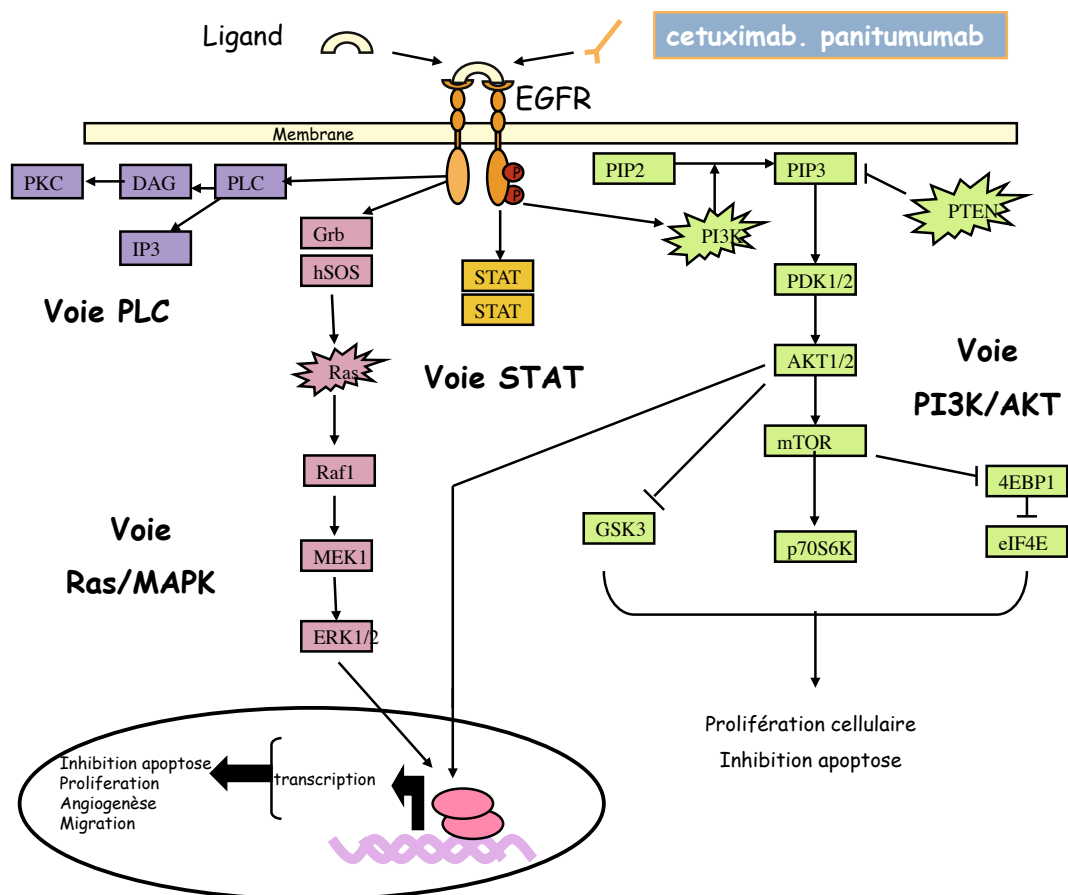 Ligand
cetuximab. panitumumab
EGFR
Membrane
PKC
DAG
PLC
IP3
Voie PLC
Grb
hSOS
Ras
Raf1
MEK1
ERK1/2
Voie
Ras/MAPK
P
P
STAT
STAT
Voie STAT
PIP2
PIP3
PI3K
PTEN
PDK1/2
AKT1/2
mTOR
Voie
PI3K/AKT
4EBP1
eIF4E
GSK3
p70S6K
Prolifération cellulaire
Inhibition apoptose
Inhibition apoptose
Proliferation
Angiogenèse
Migration
transcription